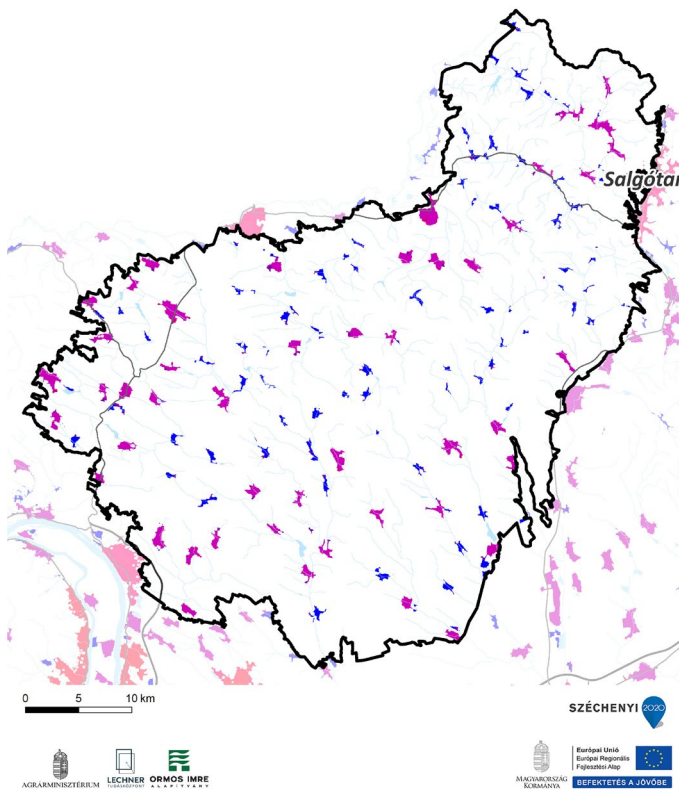 Salgótar
0 5 10 km
SZÉCHENYI 2020
AGRÁRMINISZTÉRIUM
LECHNER
TUDÁSKÖZPONT
ORMOS IMRE
ALAPÍTVÁNY
MAGYARORSZÁG
KORMÁNYA
Európai Unió
Európai Regionális
Fejlesztési Alap
BEFEKTETÉS A JÖVŐBE